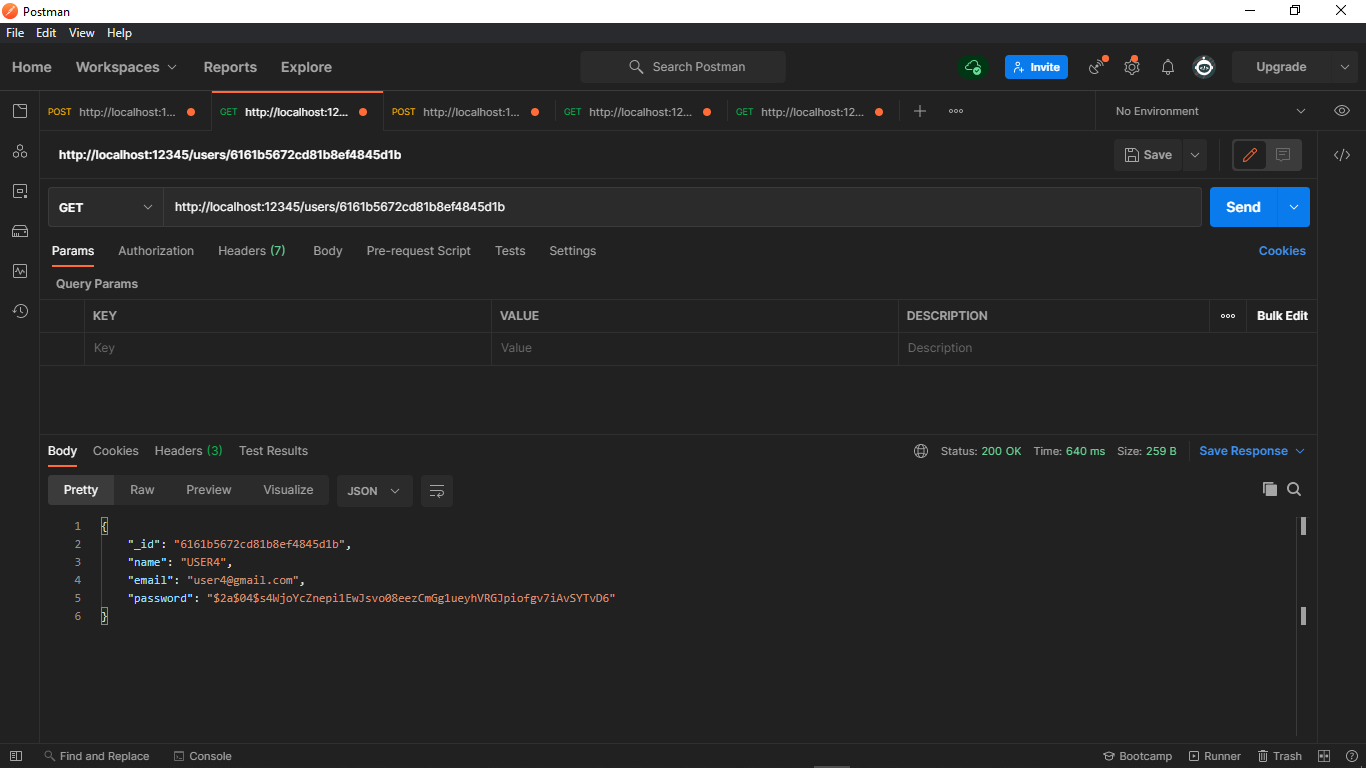 Postman
File Edit View Help
Home Workspaces Reports Explore Search Postman Invite Upgrade
POST http://localhost:1... GET http://localhost:12... POST http://localhost:1... GET http://localhost:12... GET http://localhost:12... No Environment
http://localhost:12345/users/6161b5672cd81b8ef4845d1b Save
GET http://localhost:12345/users/6161b5672cd81b8ef4845d1b Send
Params Authorization Headers (7) Body Pre-request Script Tests Settings Cookies
Query Params
KEY VALUE DESCRIPTION Bulk Edit
Key Value Description
Body Cookies Headers (3) Test Results Status: 200 OK Time: 640 ms Size: 259 B Save Response
Pretty Raw Preview Visualize JSON
1 {
2 "_id": "6161b5672cd81b8ef4845d1b",
3 "name": "USER4",
4 "email": "user4@gmail.com",
5 "password": "$2a$04$s4WjoYcZnepi1EwJsvo08eezCmGg1ueyhVRGJpiofgv7iAvSYTvD6"
6 }
Find and Replace Console Bootcamp Runner Trash